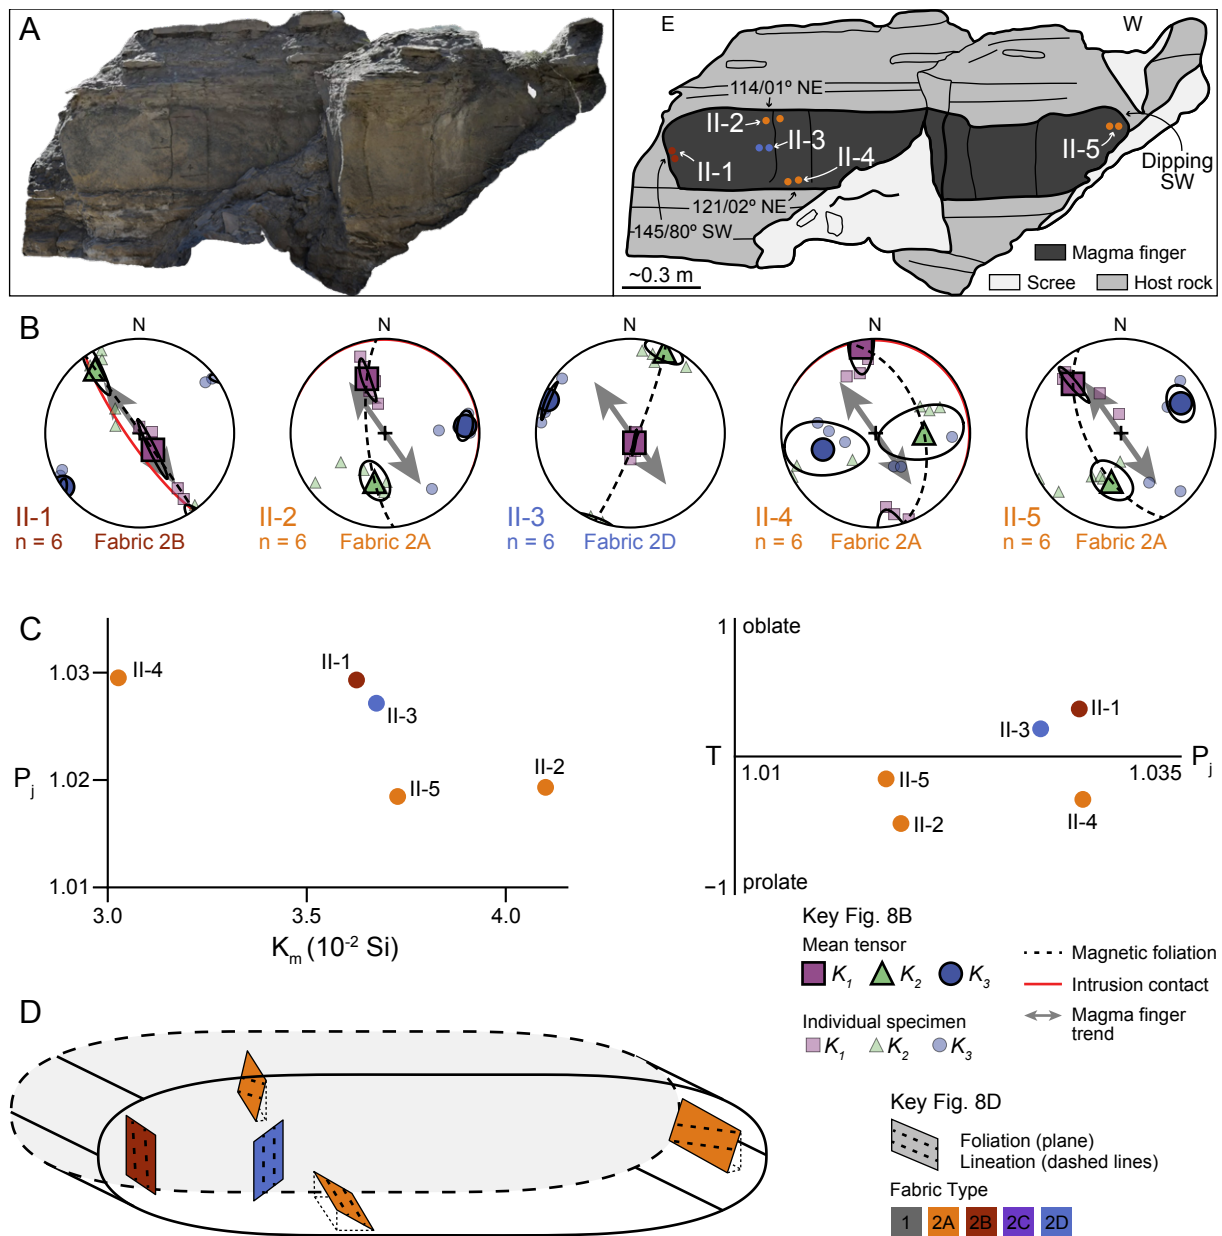 A
E
W
114/01º NE
II-2
II-3
II-1
II-4
II-5
Dipping
SW
121/02º NE
145/80º SW
Magma finger
Scree
Host rock
~0.3 m
B
N
N
N
N
N
II-1
n = 6 Fabric 2B
II-2
n = 6 Fabric 2A
II-3
n = 6 Fabric 2D
II-4
n = 6 Fabric 2A
II-5
n = 6 Fabric 2A
C
1.03
1.02
1.01
Pj
II-4
II-1
II-3
II-5
II-2
3.0
3.5
4.0
Km (10-2 Si)
1
oblate
T
Pj
1.01
1.035
−1
prolate
II-1
II-3
II-5
II-2
II-4
Key Fig. 8B
Mean tensor
K1 K2 K3
Individual specimen
K1 K2 K3
Magnetic foliation
Intrusion contact
Magma finger
trend
D
Key Fig. 8D
Foliation (plane)
Lineation (dashed lines)
Fabric Type
1 2A 2B 2C 2D